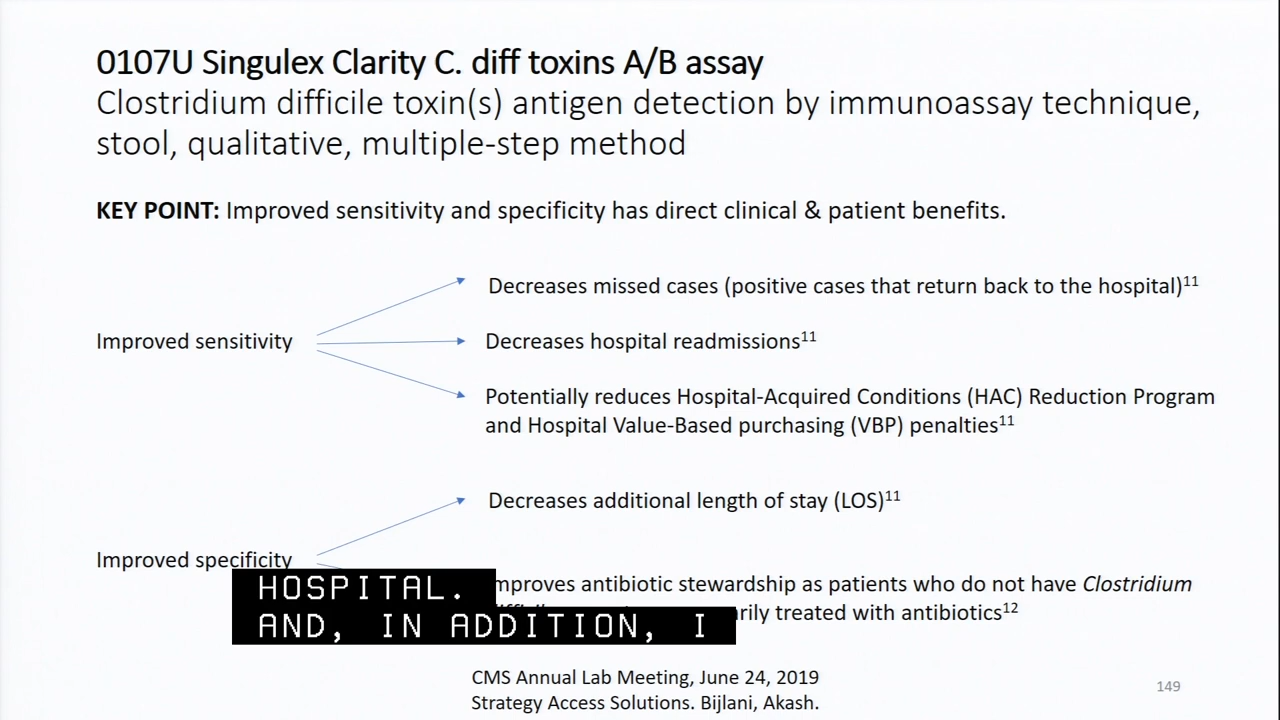 0107U Singulex Clarity C. diff toxins A/B assay
Clostridium difficile toxin(s) antigen detection by immunoassay technique,
stool, qualitative, multiple-step method
KEY POINT: Improved sensitivity and specificity has direct clinical & patient benefits.
Improved sensitivity
Decreases missed cases (positive cases that return back to the hospital)11
Decreases hospital readmissions11
Potentially reduces Hospital-Acquired Conditions (HAC) Reduction Program
and Hospital Value-Based purchasing (VBP) penalties11
Improved specificity
Decreases additional length of stay (LOS)11
antibiotic stewardship as patients who do not have Clostridium
treated with antibiotics12
HOSPITAL.
AND, IN ADDITION, I
CMS Annual Lab Meeting, June 24, 2019
Strategy Access Solutions. Bijlani, Akash.
149